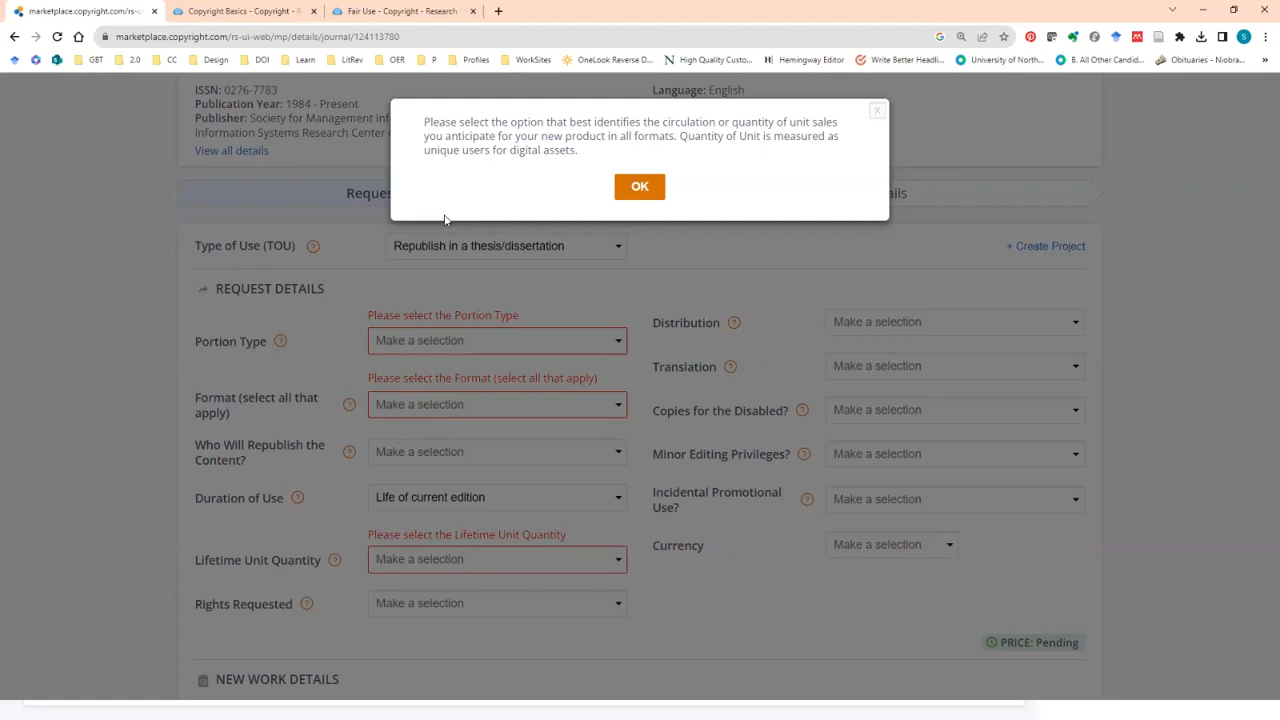 marketplace.copyright.com/rs-u
Copyright Basics - Copyright - R
Fair Use - Copyright - Research
marketplace.copyright.com/rs-ui-web/mp/details/journal/124113780
GBT
2.0
CC
Design
DOI
Learn
LitRev
OER
P
Profiles
WorkSites
OneLook Reverse D...
High Quality Custo...
Hemingway Editor
Write Better Headli...
University of North...
B. All Other Candid...
Obituaries – Niobra...
»
ISSN: 0276-7783
Publication Year: 1984 - Present
Publisher: Society for Management info
Information Systems Research Center o
View all details
Language: English
Please select the option that best identifies the circulation or quantity of unit sales
you anticipate for your new product in all formats. Quantity of Unit is measured as
unique users for digital assets.
X
OK
Reques
ails
Type of Use (TOU) ?
Republish in a thesis/dissertation
+ Create Project
REQUEST DETAILS
Please select the Portion Type
Portion Type ?
Make a selection
Please select the Format (select all that apply)
Format (select all that
apply) ?
Make a selection
Who Will Republish the
Content? ?
Make a selection
Duration of Use ?
Life of current edition
Please select the Lifetime Unit Quantity
Lifetime Unit Quantity ?
Make a selection
Rights Requested ?
Make a selection
Distribution ?
Make a selection
Translation ?
Make a selection
Copies for the Disabled? ?
Make a selection
Minor Editing Privileges? ?
Make a selection
Incidental Promotional
Use? ?
Make a selection
Currency
Make a selection
PRICE: Pending
NEW WORK DETAILS